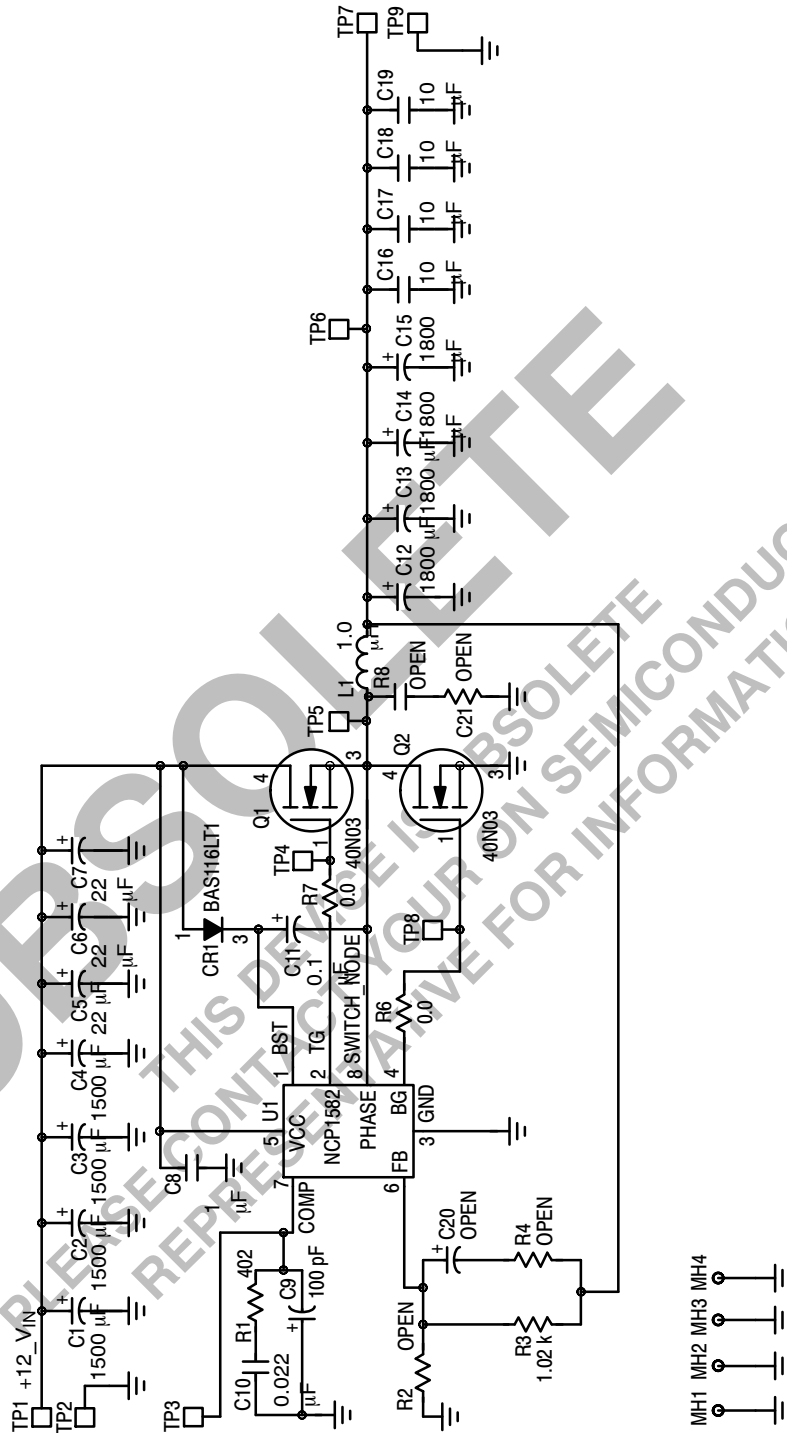 TP1
+12_VIN
TP2
C1
1500 µF
C2
1500 µF
C3
1500 µF
C4
1500 µF
C5
22 µF
C6
22
C7
22
µF
TP3
C10
0.022
µF
R1
402
C9
100 pF
C8
1
µF
7
COMP
5
VCC
U1
NCP1582
PHASE
BG
FB
6
3
GND
1
BST
2
TG
8
SWITCH_NODE
4
CR1
BAS116LT1
1
3
C11
0.1
µF
R7
0.0
TP4
Q1
40N03
1
4
3
R6
0.0
TP8
Q2
40N03
1
4
3
TP5
L1
1.0
µF
R8
OPEN
C21
OPEN
C12
1800 µF
C13
1800 µF
C14
1800
µF
C15
1800
µF
TP6
C16
10
µF
C17
10
µF
C18
10
µF
C19
10
µF
TP7
TP9
R2
OPEN
R3
1.02 k
C20
OPEN
R4
OPEN
MH1
MH2
MH3
MH4
OBSOLETE
THIS DEVICE IS OBSOLETE
PLEASE CONTACT YOUR ON SEMICONDUC
REPRESENTATIVE FOR INFORMATI